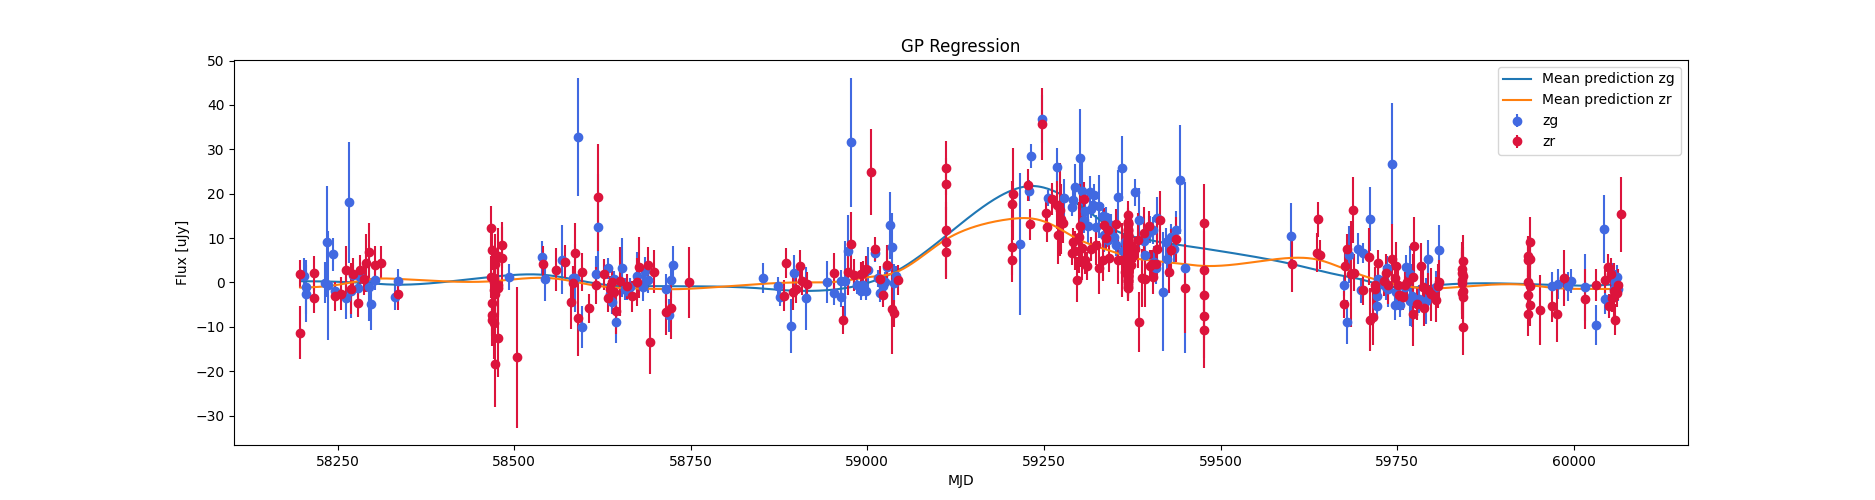 GP Regression
Flux [uJy]
50
40
30
20
10
0
−10
−20
−30
Mean prediction zg
Mean prediction zr
zg
zr
58250
58500
58750
59000
59250
59500
59750
60000
MJD